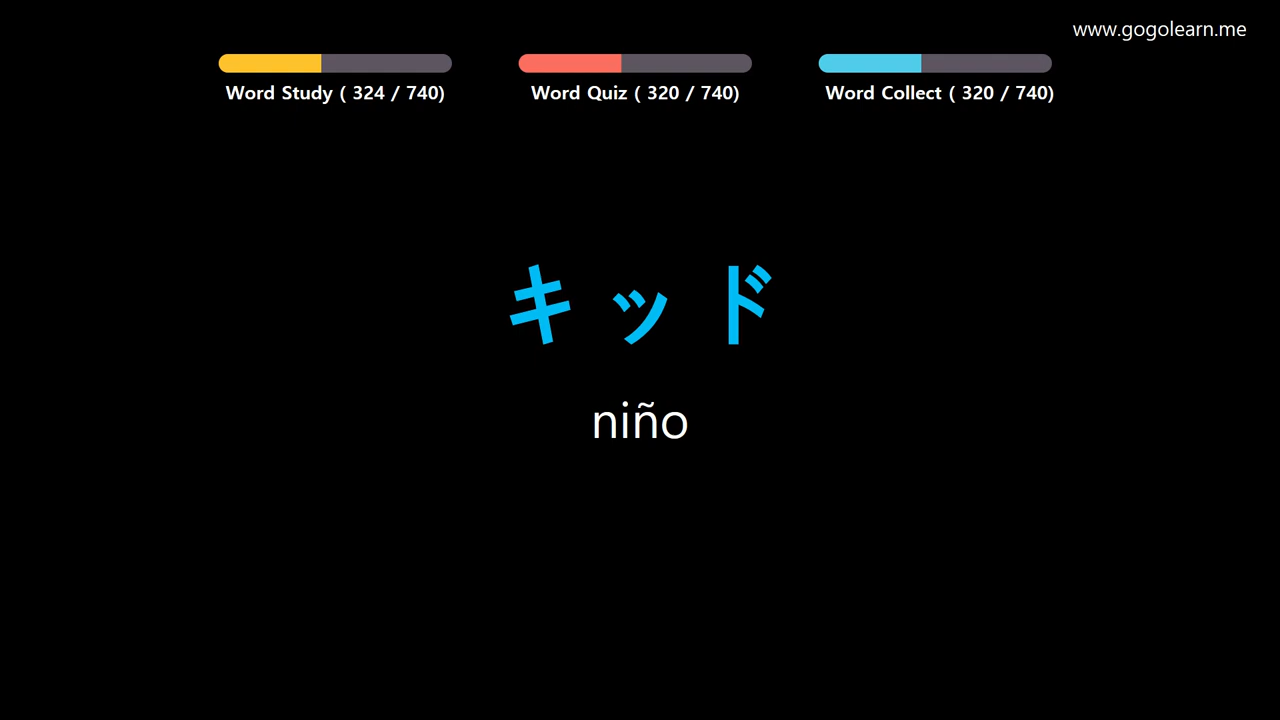 www.gogolearn.me
Word Study ( 324 / 740)
Word Quiz ( 320 / 740)
Word Collect ( 320 / 740)
キッド
niño